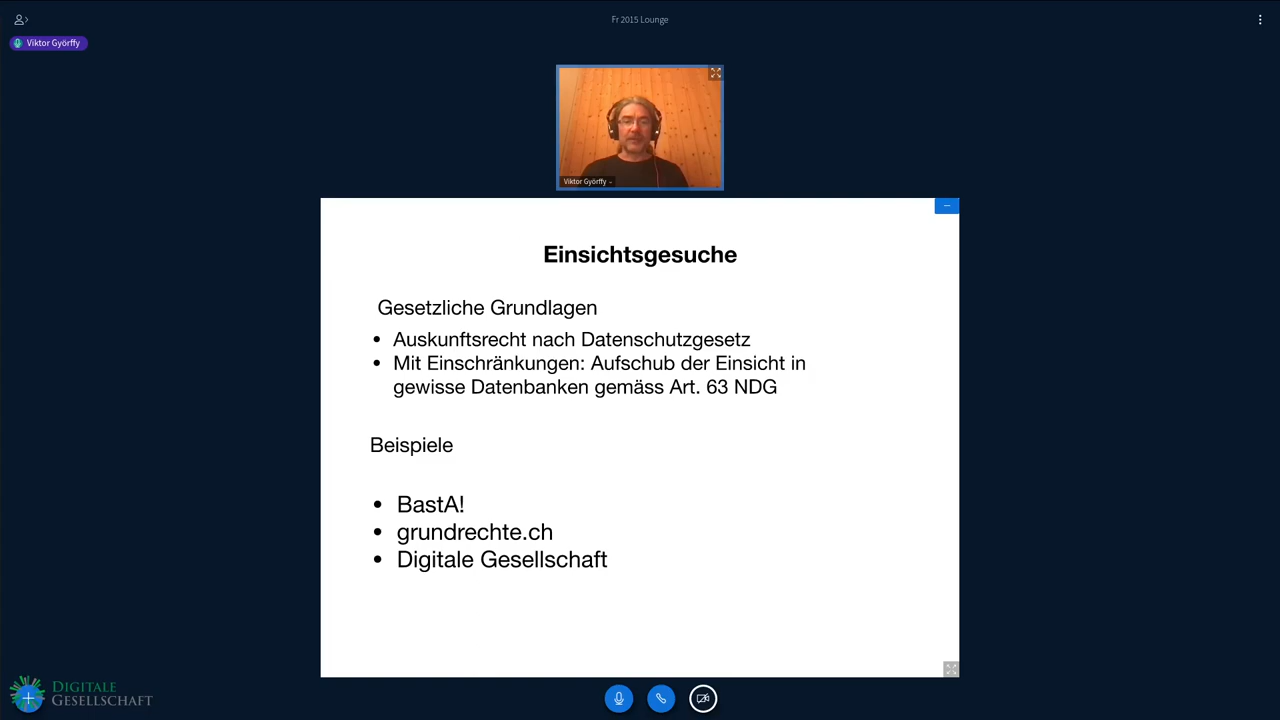 Fr 2015 Lounge
Viktor Györffy
Viktor Györffy
Einsichtsgesuche
Gesetzliche Grundlagen
• Auskunftsrecht nach Datenschutzgesetz
• Mit Einschränkungen: Aufschub der Einsicht in
gewisse Datenbanken gemäss Art. 63 NDG
Beispiele
• BastA!
• grundrechte.ch
• Digitale Gesellschaft
DIGITALE
GESELLSCHAFT